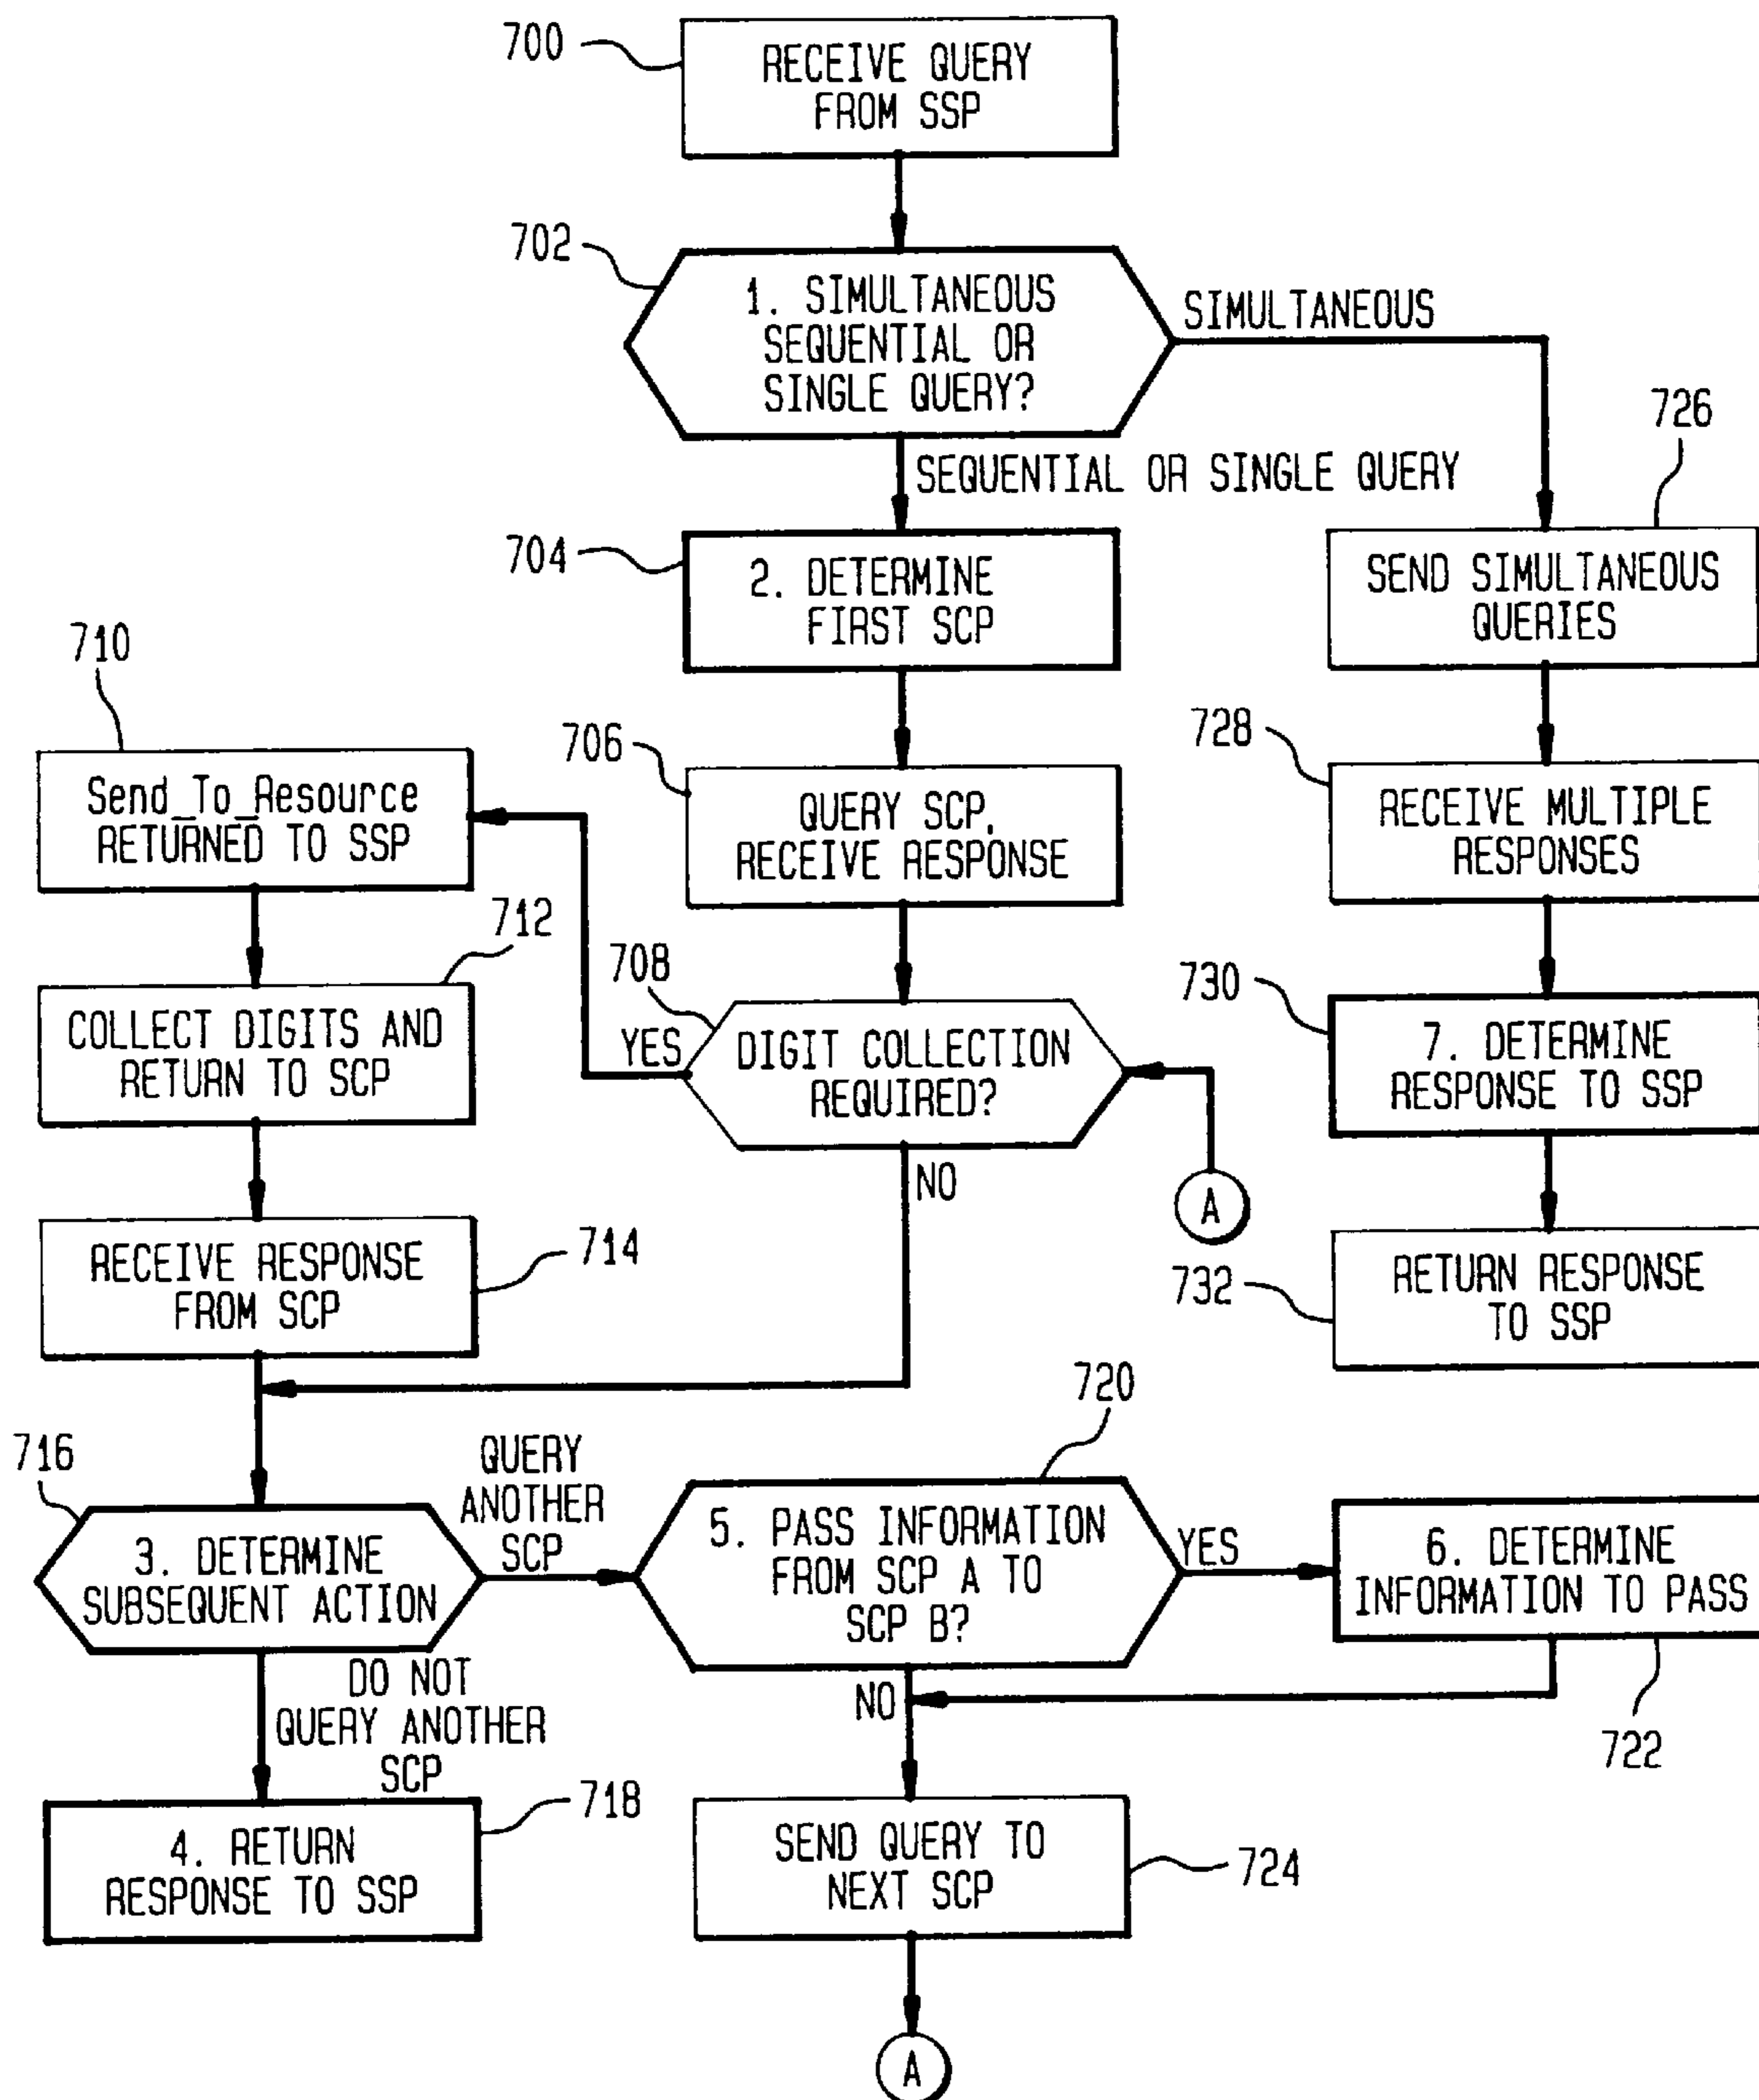 700
RECEIVE QUERY
FROM SSP
702
1. SIMULTANEOUS
SEQUENTIAL OR
SINGLE QUERY?
SIMULTANEOUS
SEQUENTIAL OR SINGLE QUERY
726
SEND SIMULTANEOUS
QUERIES
704
2. DETERMINE
FIRST SCP
710
Send_To_Resource
RETURNED TO SSP
706
QUERY SCP,
RECEIVE RESPONSE
728
RECEIVE MULTIPLE
RESPONSES
712
COLLECT DIGITS AND
RETURN TO SCP
708
YES
DIGIT COLLECTION
REQUIRED?
NO
A
730
7. DETERMINE
RESPONSE TO SSP
RECEIVE RESPONSE
FROM SCP
714
732
RETURN RESPONSE
TO SSP
716
3. DETERMINE
SUBSEQUENT ACTION
QUERY
ANOTHER
SCP
720
5. PASS INFORMATION
FROM SCP A TO
SCP B?
YES
6. DETERMINE
INFORMATION TO PASS
722
NO
DO NOT
QUERY ANOTHER
SCP
4. RETURN
RESPONSE TO SSP
718
SEND QUERY TO
NEXT SCP
724
A